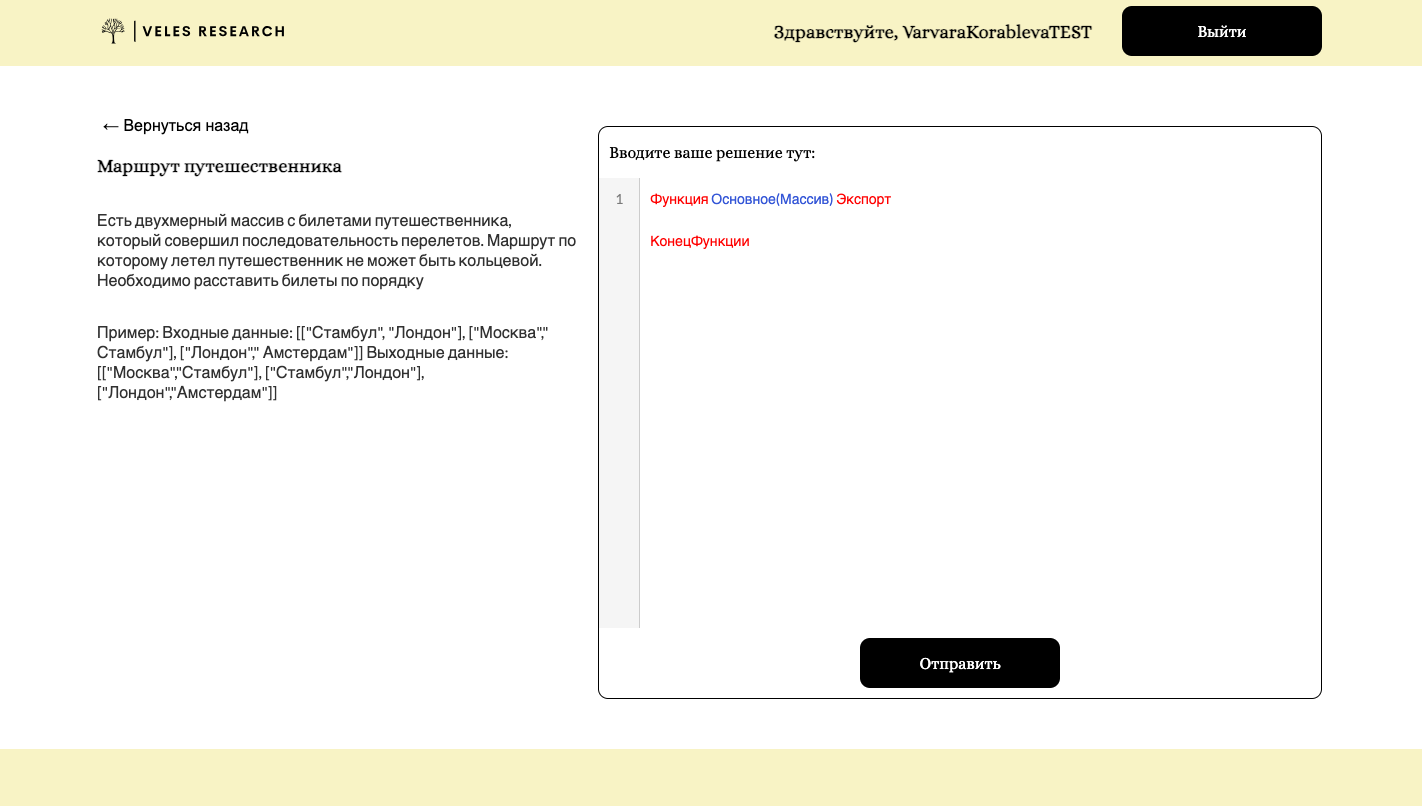 VELES RESEARCH
Здравствуйте, VarvaraKorablevaTEST
Выйти
← Вернуться назад
Маршрут путешественника
Есть двухмерный массив с билетами путешественника,
который совершил последовательность перелетов. Маршрут по
которому летел путешественник не может быть кольцевой.
Необходимо расставить билеты по порядку
Пример: Входные данные: [["Стамбул", "Лондон"], ["Москва","
Стамбул"], ["Лондон"," Амстердам"]] Выходные данные:
[["Москва","Стамбул"], ["Стамбул","Лондон"],
["Лондон","Амстердам"]]
Вводите ваше решение тут:
1
Функция Основное(Массив) Экспорт
КонецФункции
Отправить